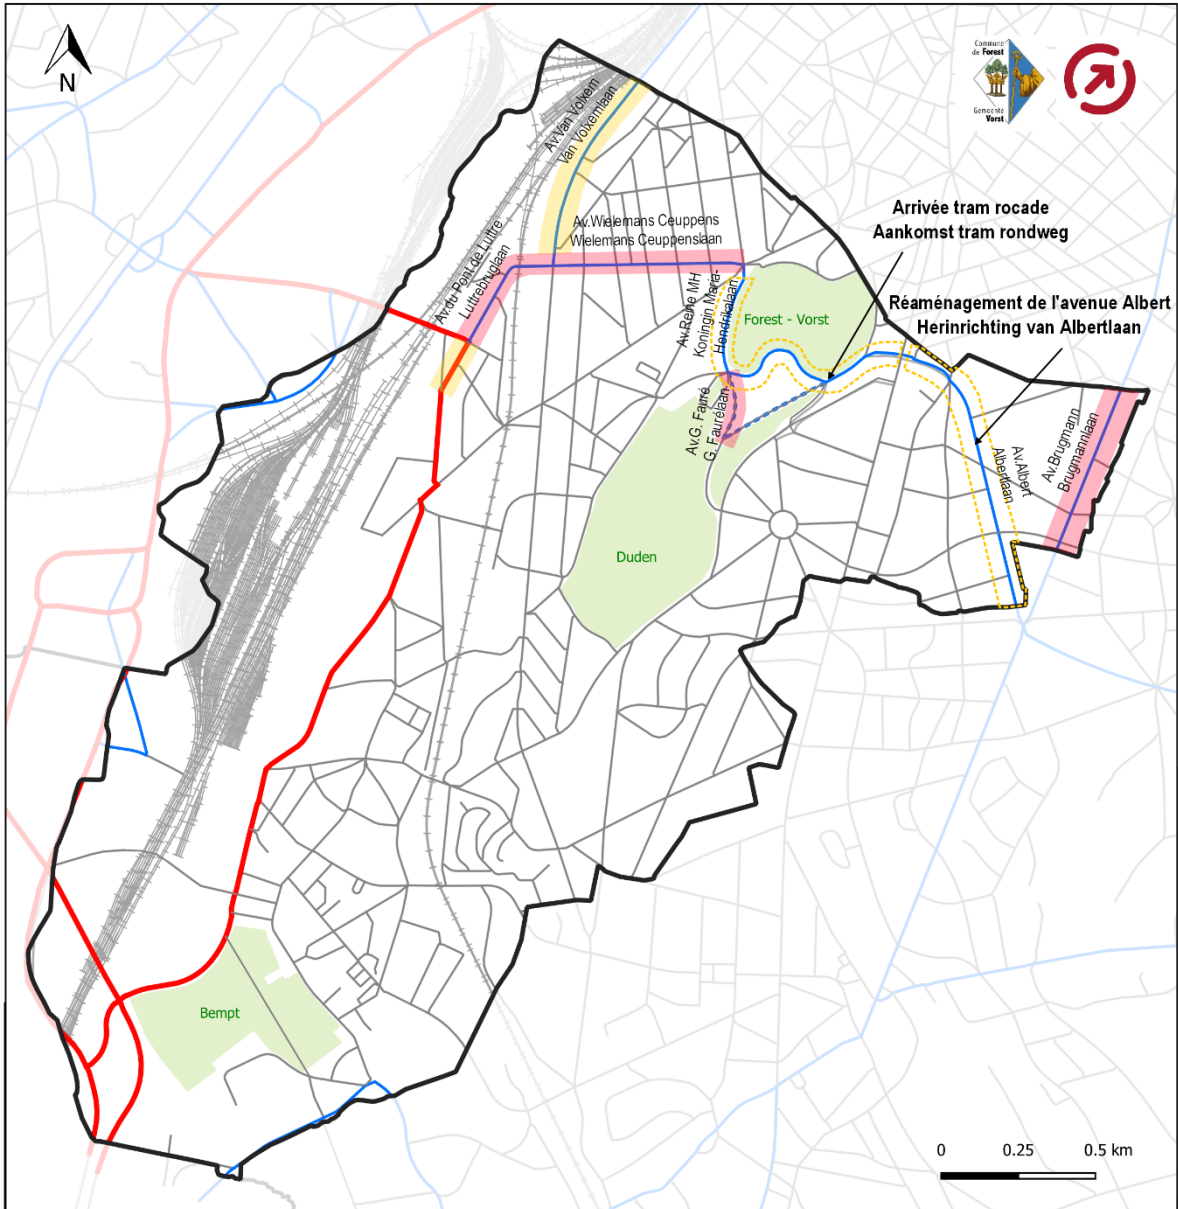 N
Commune
de Forest
Gemeente
Vorst
Av.Van Volxem
Van Volxemlaan
Av.Wielemans Ceuppens
Wielemans Ceuppenslaan
Av.du Pont de Luttre
Luttrebruglaan
Arrivée tram rocade
Aankomst tram rondweg
Réaménagement de l'avenue Albert
Herinrichting van Albertlaan
Av.Reine MH
Koningin Maria-
Hendrikalaan
Forest - Vorst
Av.G. Fauré
G. Faurélaan
Av.Albert
Albertlaan
Av.Brugmann
Brugmannlaan
Duden
Bempt
0 0.25 0.5 km